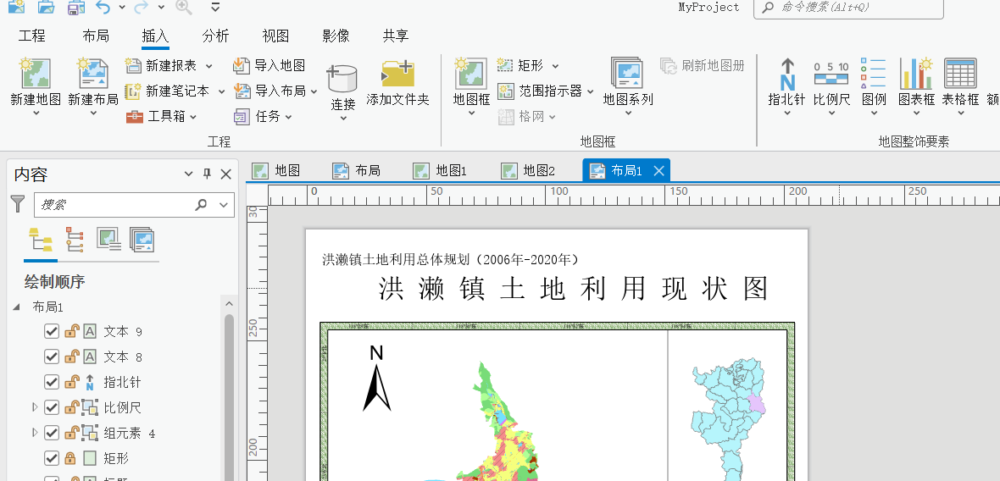 MyProject 命令搜索(Alt+Q)
工程 布局 插入 分析 视图 影像 共享
新建地图 新建布局 新建报表 新建笔记本 工具箱 导入地图 导入布局 任务 连接 添加文件夹
地图框 矩形 范围指示器 格网 地图系列 刷新地图册
指北针 比例尺 图例 图表框 表格框 额
0 5 10
N
工程 地图框 地图整饰要素
内容
地图 布局 地图1 地图2 布局1
搜索
0 50 100 150 200 250
30
250
200
绘制顺序
布局1
A 文本 9
A 文本 8
N 指北针
比例尺
组元素 4
矩形
洪濑镇土地利用总体规划（2006年-2020年）
洪濑镇土地利用现状图
N